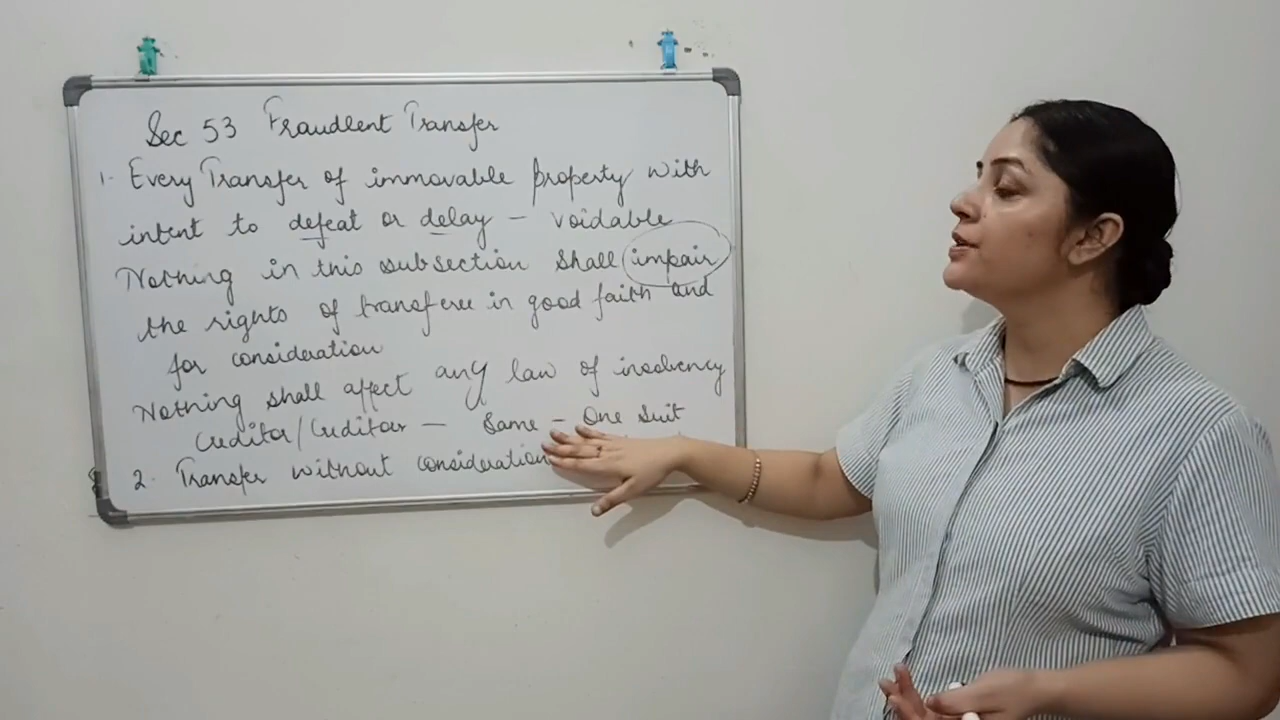 Sec 53 Fraudlent Transfer
1. Every Transfer of immovable property with
intent to defeat or delay - voidable
Nothing in this subsection shall impair
the rights of transferee in good faith and
for consideration
Nothing shall affect any law of insolvency
Creditor/Creditor - Same - One Suit
2. Transfer without consideration